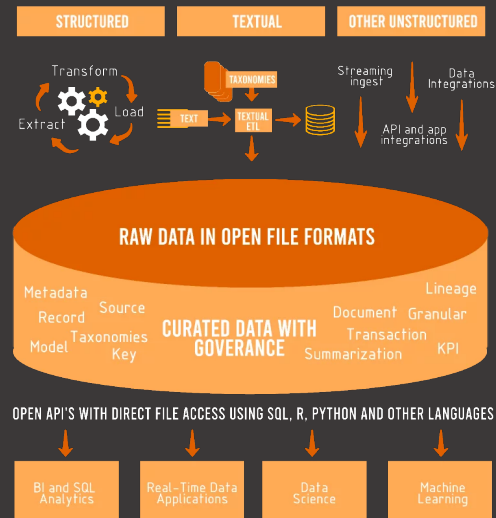 STRUCTURED
TEXTUAL
OTHER UNSTRUCTURED
Transform
Load
Extract
TAXONOMIES
TEXT
TEXTUAL
ETL
Streaming
ingest
Data
Integrations
API and app
integrations
RAW DATA IN OPEN FILE FORMATS
Metadata
Source
Record
Taxonomies
Model
Key
CURATED DATA WITH
GOVERANCE
Lineage
Document
Granular
Transaction
Summarization
KPI
OPEN API'S WITH DIRECT FILE ACCESS USING SQL, R, PYTHON AND OTHER LANGUAGES
BI and SQL
Analytics
Real-Time Data
Applications
Data
Science
Machine
Learning